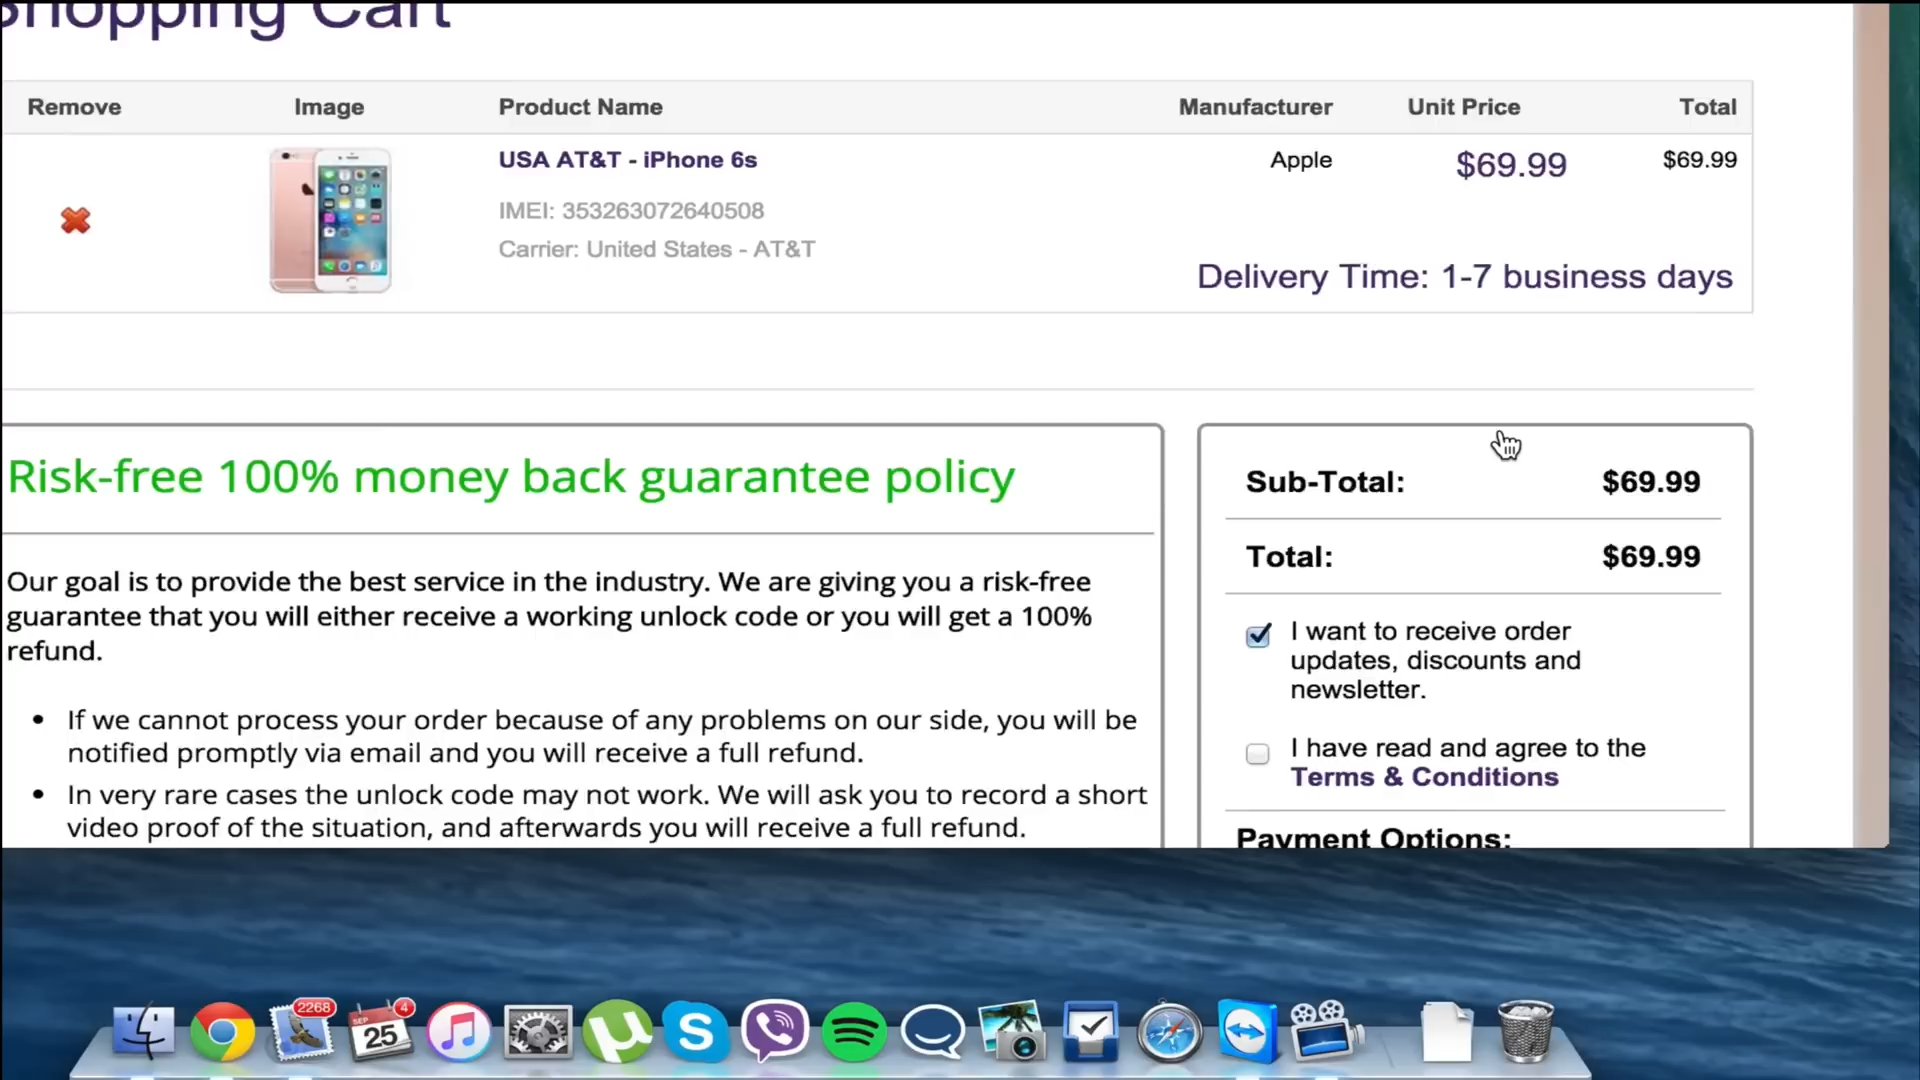 Shopping Cart
Remove Image Product Name Manufacturer Unit Price Total
USA AT&T - iPhone 6s Apple $69.99 $69.99
IMEI: 353263072640508
Carrier: United States - AT&T
Delivery Time: 1-7 business days
Risk-free 100% money back guarantee policy
Our goal is to provide the best service in the industry. We are giving you a risk-free
guarantee that you will either receive a working unlock code or you will get a 100%
refund.
• If we cannot process your order because of any problems on our side, you will be
notified promptly via email and you will receive a full refund.
• In very rare cases the unlock code may not work. We will ask you to record a short
video proof of the situation, and afterwards you will receive a full refund.
Sub-Total: $69.99
Total: $69.99
I want to receive order
updates, discounts and
newsletter.
I have read and agree to the
Terms & Conditions
Payment Options:
2268
SEP
25
4